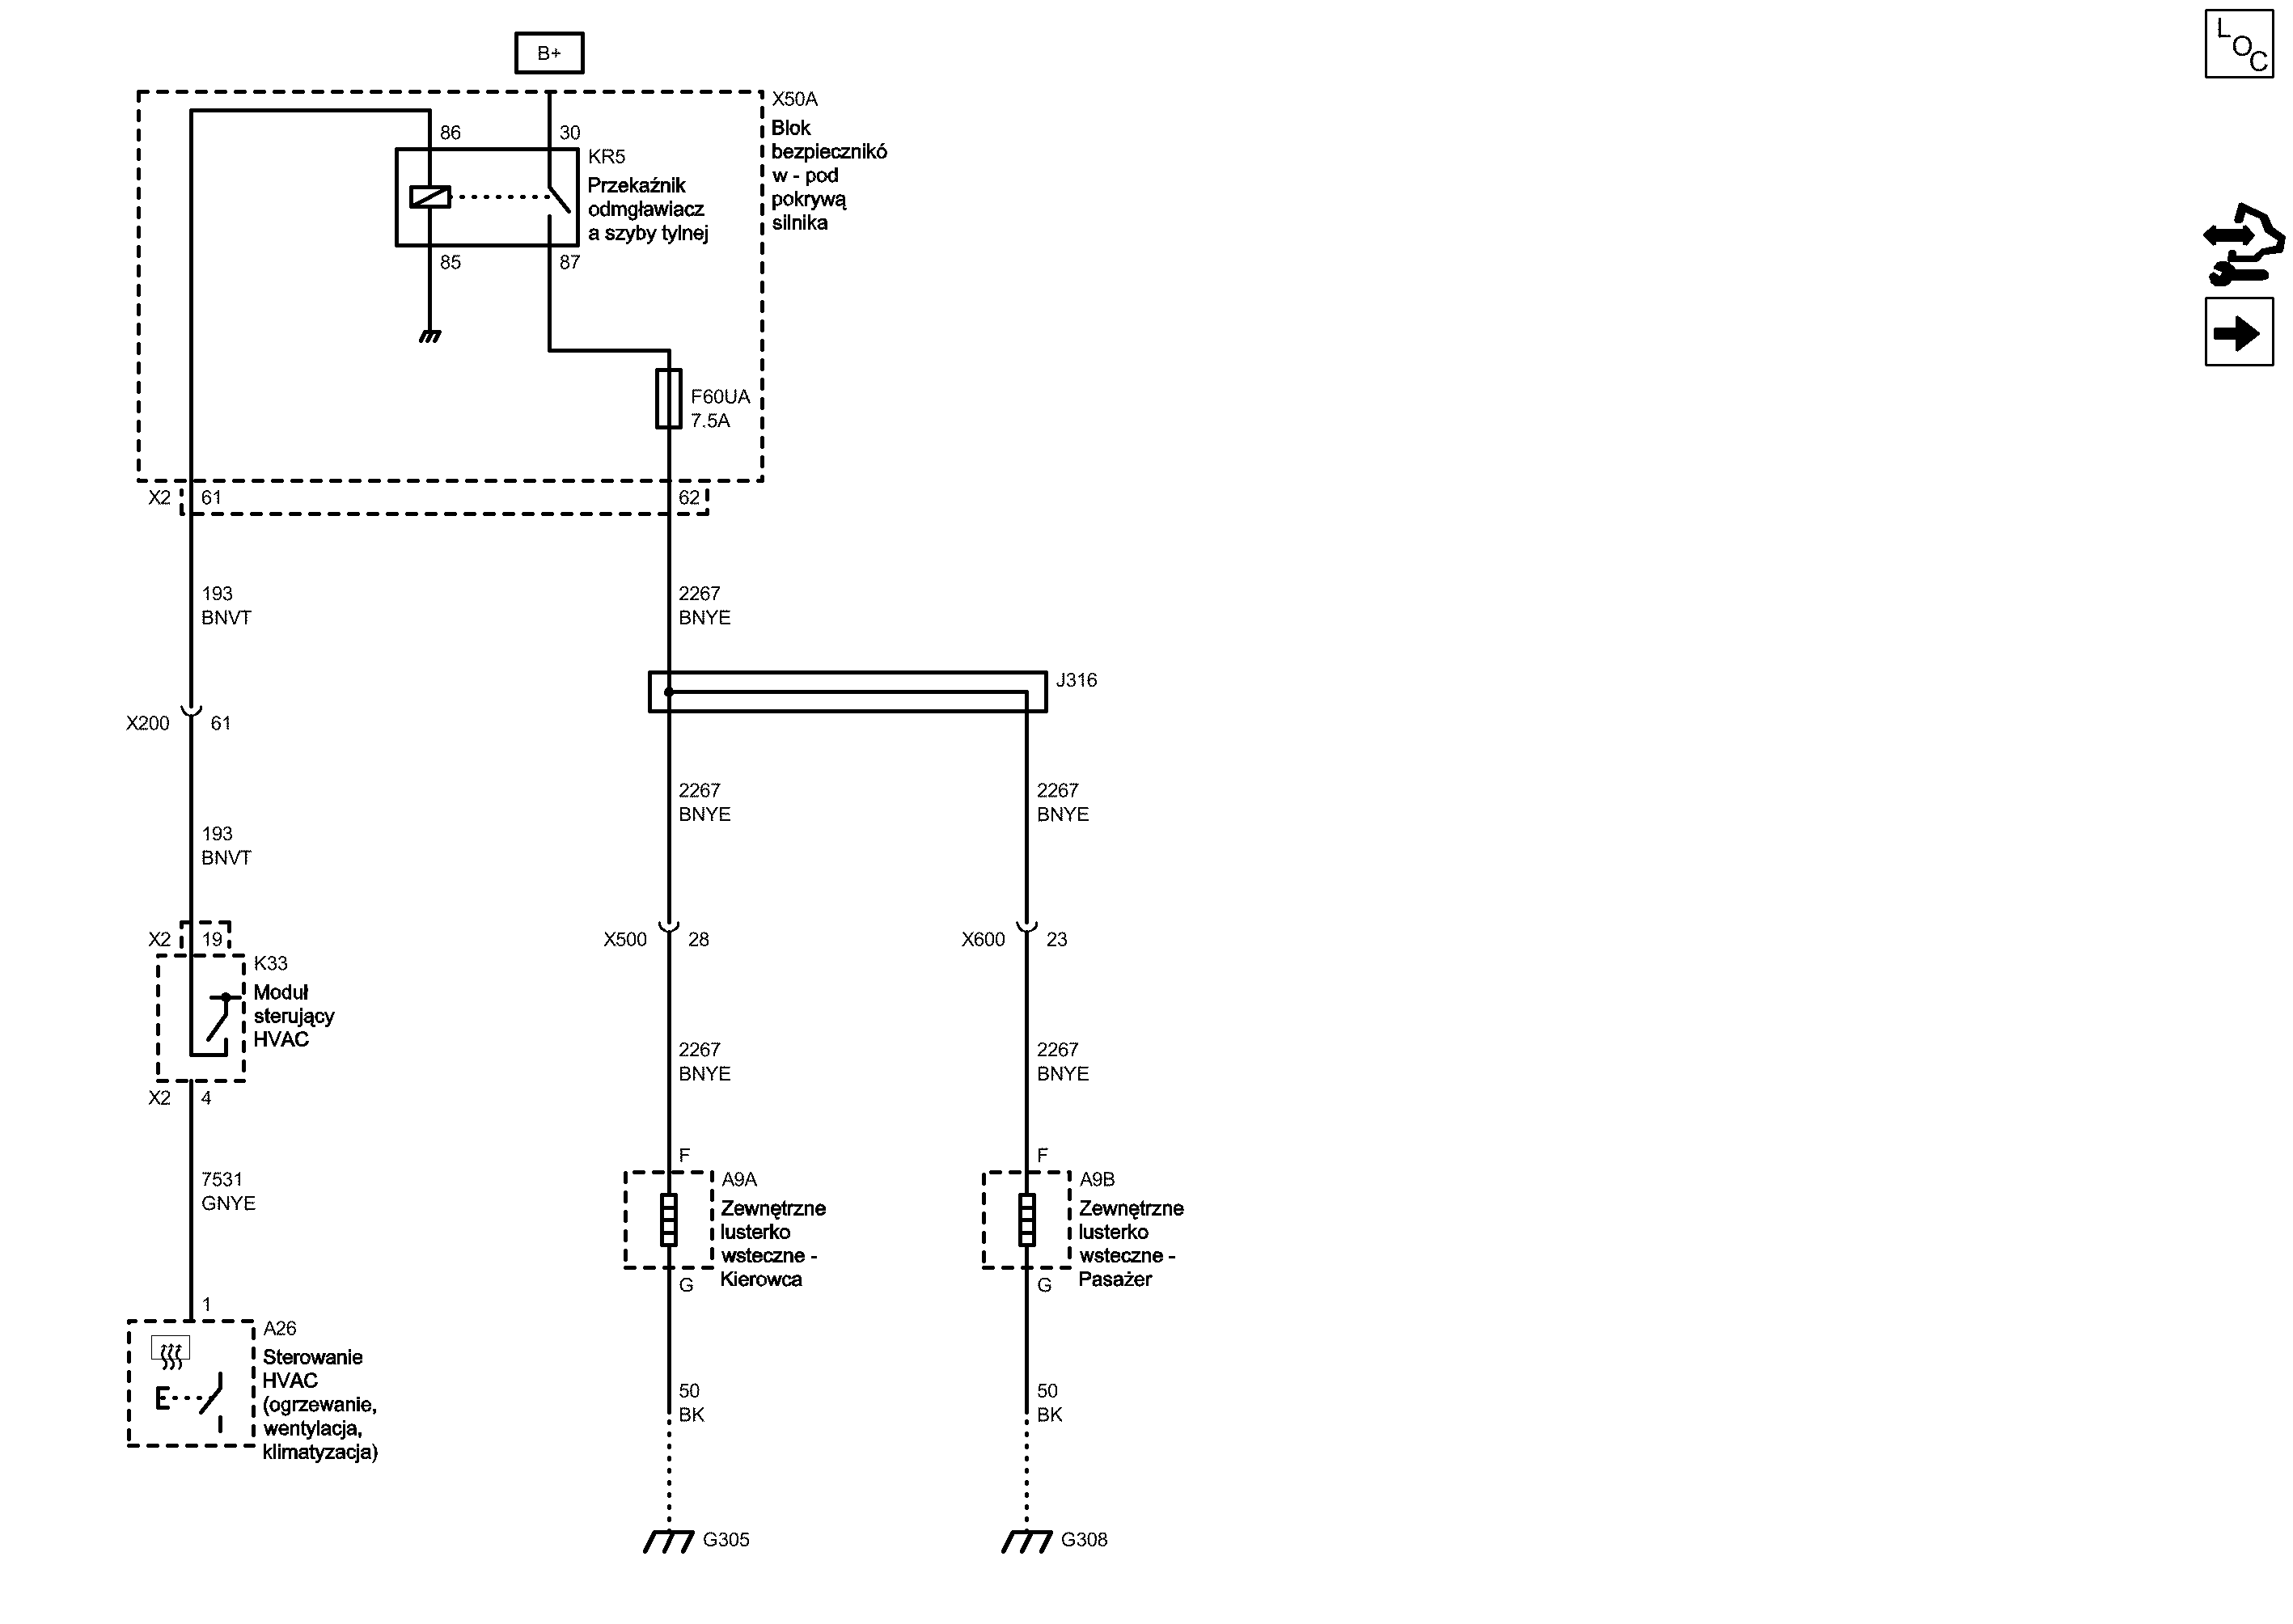 B+
LOC
X50A
Blok
bezpiecznikó
w - pod
pokrywą
silnika
86
30
KR5
Przekaźnik
odmgławiacz
a szyby tylnej
85
87
F60UA
7.5A
X2
61
62
193
BNVT
2267
BNYE
J316
X200
61
2267
BNYE
2267
BNYE
193
BNVT
X2
19
X500
28
X600
23
K33
Moduł
sterujący
HVAC
2267
BNYE
2267
BNYE
X2
4
7531
GNYE
F
A9A
Zewnętrzne
lusterko
wsteczne -
Kierowca
G
F
A9B
Zewnętrzne
lusterko
wsteczne -
Pasażer
G
1
A26
Sterowanie
HVAC
(ogrzewanie,
wentylacja,
klimatyzacja)
50
BK
50
BK
G305
G308